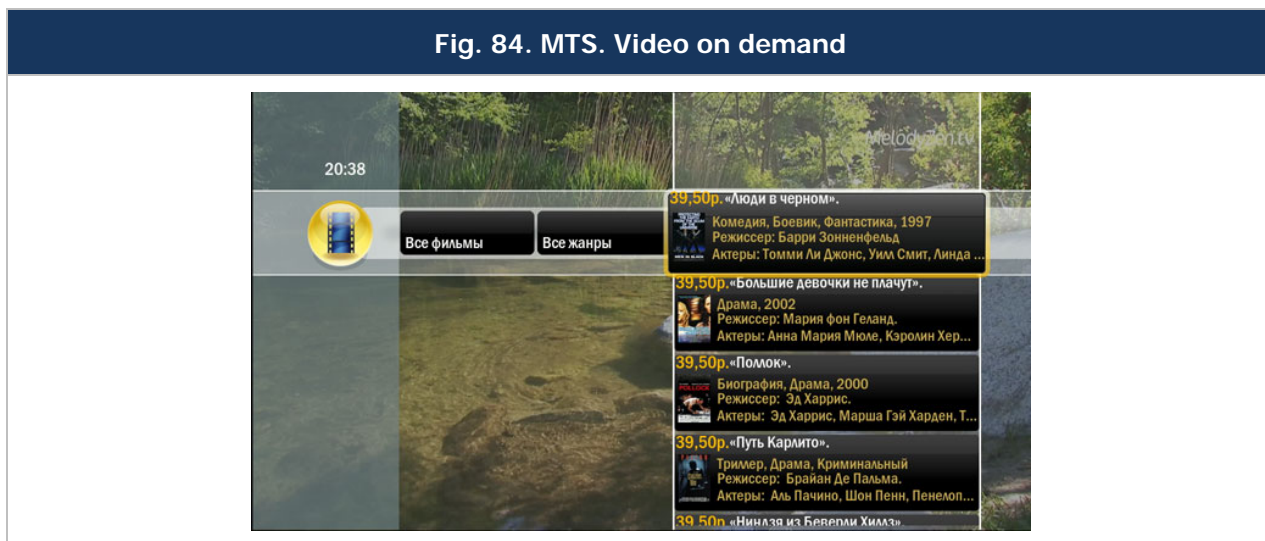 Fig. 84. MTS. Video on demand
Melodyzen.tv
20:38
39,50р.«Люди в черном».
Комедия, Боевик, Фантастика, 1997
Режиссер: Барри Зонненфельд
Актеры: Томми Ли Джонс, Уилл Смит, Линда ...
Все фильмы
Все жанры
39,50р.«Большие девочки не плачут».
Драма, 2002
Режиссер: Мария фон Геланд.
Актеры: Анна Мария Мюле, Кэролин Хер...
39,50р.«Поллок».
POLLOCK
Биография, Драма, 2000
Режиссер: Эд Харрис.
Актеры: Эд Харрис, Марша Гэй Харден, Т...
39,50р.«Путь Карлито».
Триллер, Драма, Криминальный
Режиссер: Брайан Де Пальма.
Актеры: Аль Пачино, Шон Пенн, Пенелоп...
39,50р.«Ниндзя из Беверли Хиллз»